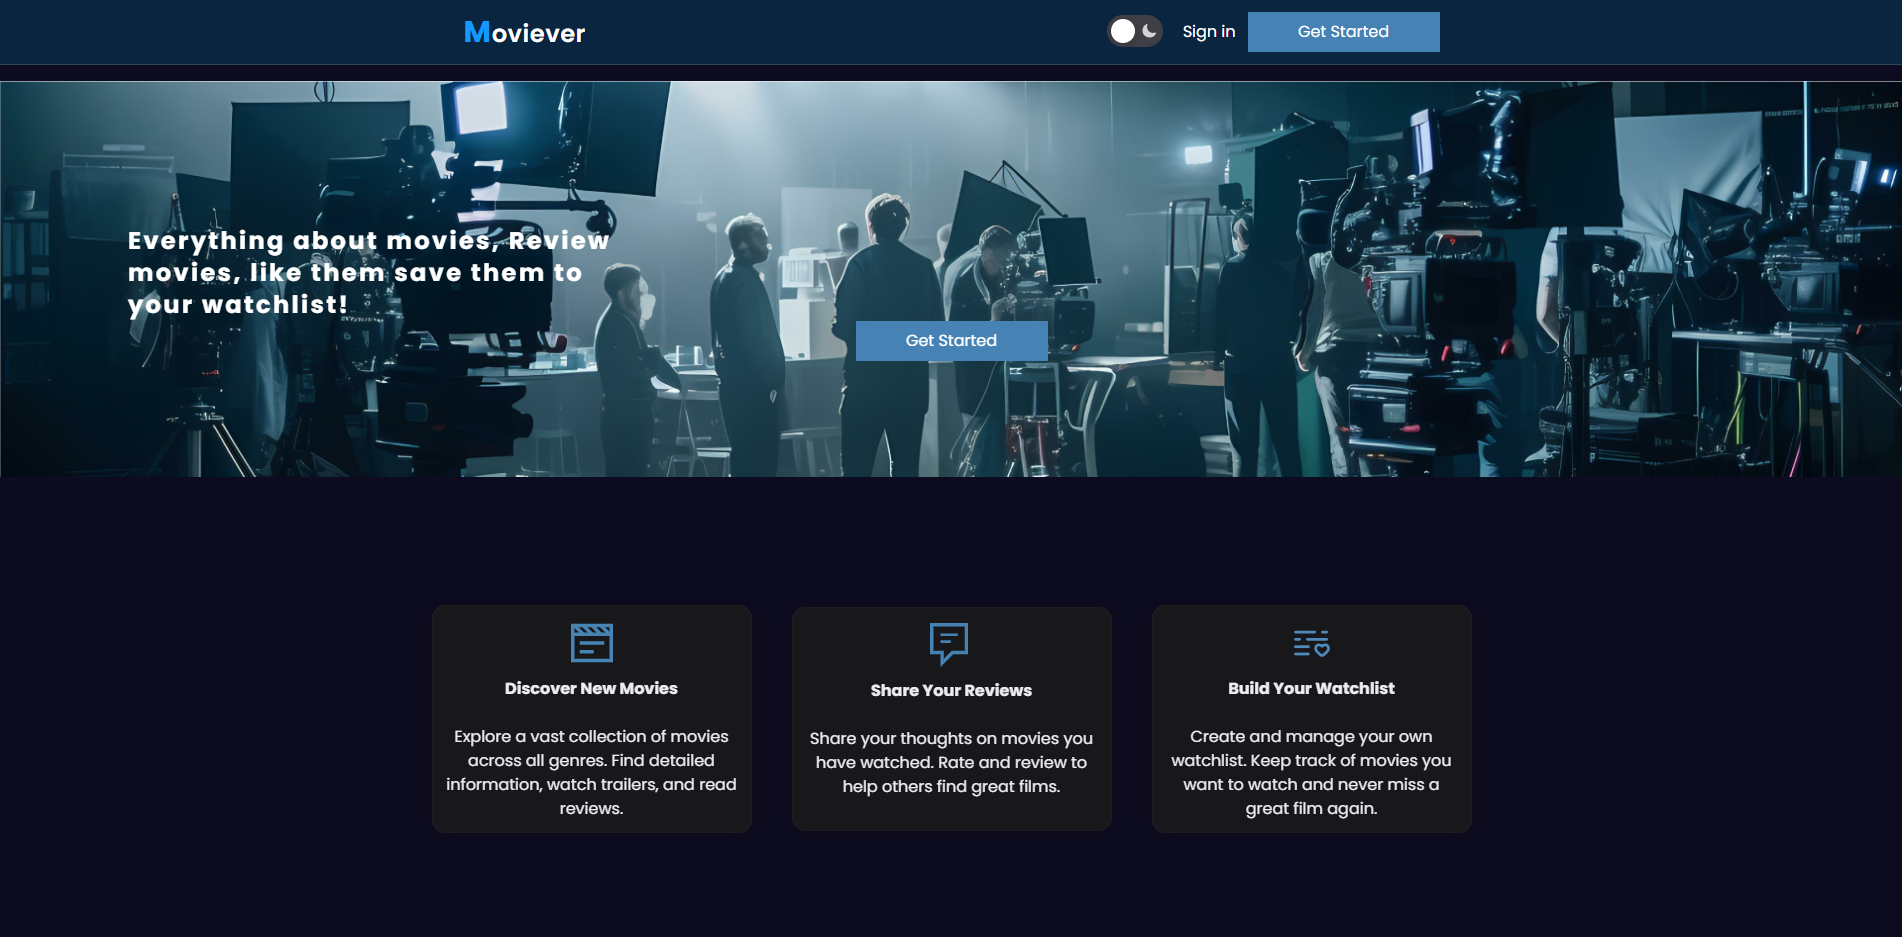 Moviever
Sign in
Get Started
Everything about movies, Review
movies, like them save them to
your watchlist!
Get Started
Discover New Movies
Explore a vast collection of movies
across all genres. Find detailed
information, watch trailers, and read
reviews.
Share Your Reviews
Share your thoughts on movies you
have watched. Rate and review to
help others find great films.
Build Your Watchlist
Create and manage your own
watchlist. Keep track of movies you
want to watch and never miss a
great film again.